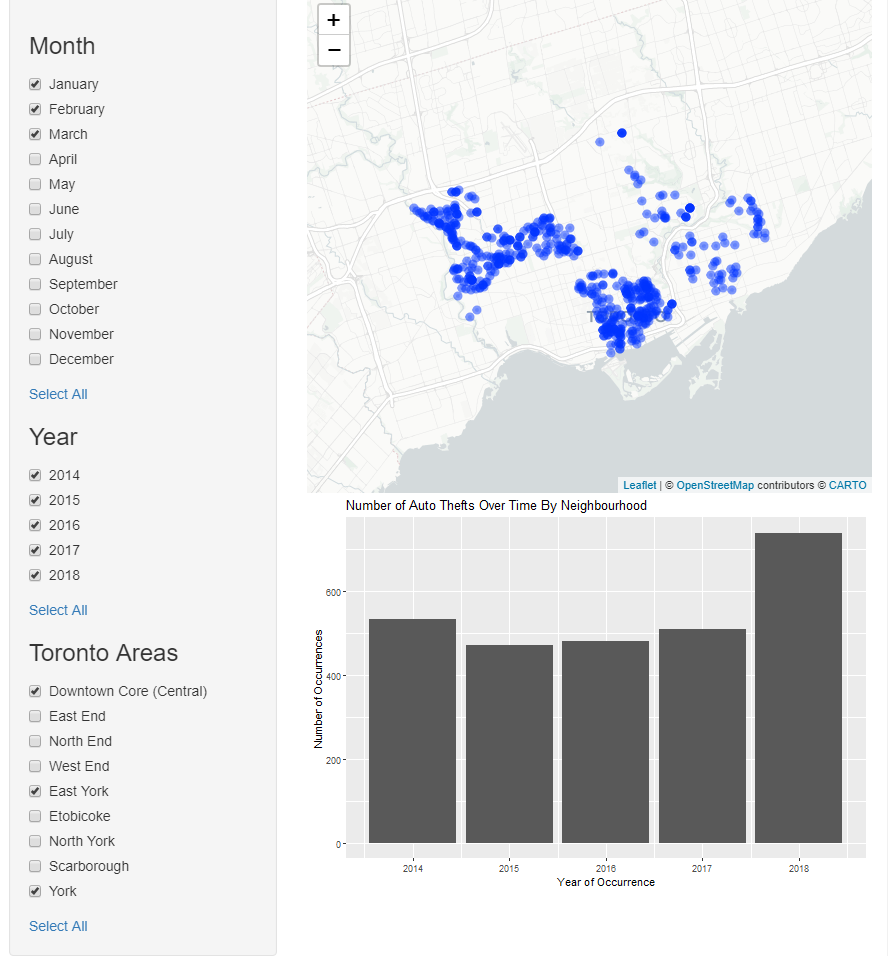 Month
January
February
March
April
May
June
July
August
September
October
November
December
Select All
Year
2014
2015
2016
2017
2018
Select All
Toronto Areas
Downtown Core (Central)
East End
North End
West End
East York
Etobicoke
North York
Scarborough
York
Select All
+
−
Leaflet | © OpenStreetMap contributors © CARTO
Number of Auto Thefts Over Time By Neighbourhood
Number of Occurrences
600
400
200
0
2014 2015 2016 2017 2018
Year of Occurrence